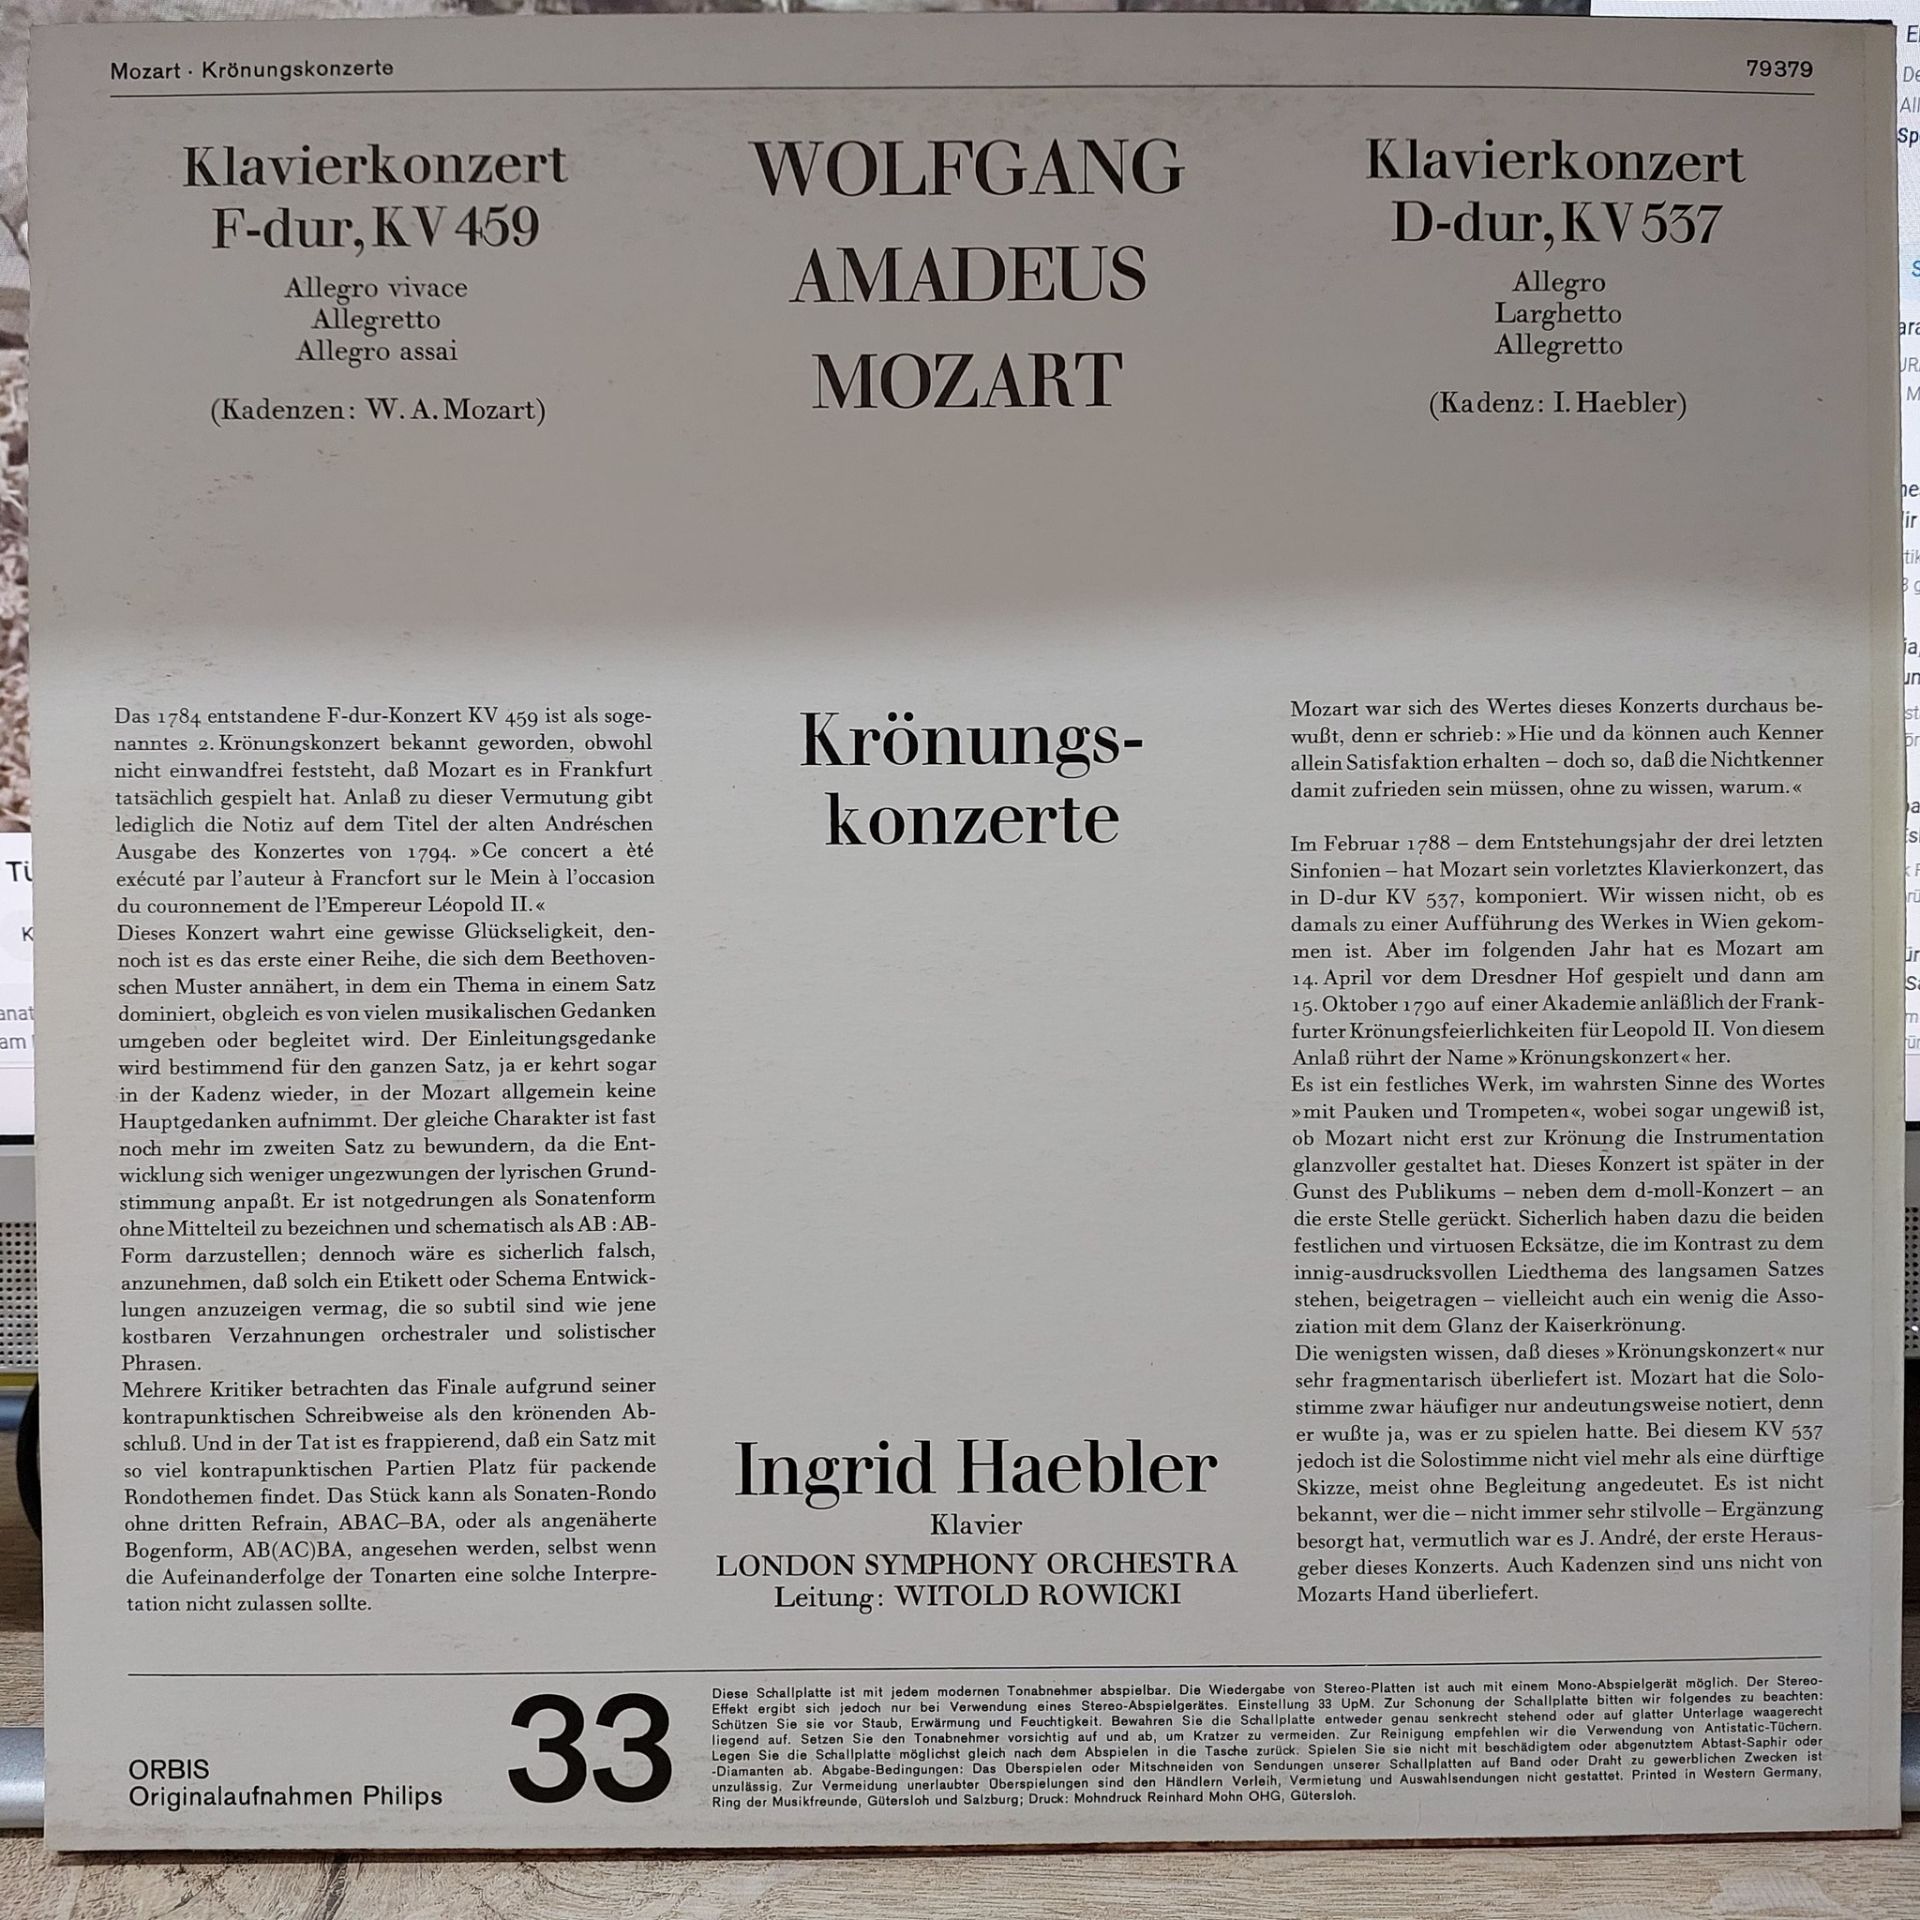 Mozart · Krönungskonzerte
79379
Klavierkonzert
F-dur, KV 459
Allegro vivace
Allegretto
Allegro assai
(Kadenzen: W. A. Mozart)
WOLFGANG
AMADEUS
MOZART
Klavierkonzert
D-dur, KV 537
Allegro
Larghetto
Allegretto
(Kadenz: I. Haebler)
Das 1784 entstandene F-dur-Konzert KV 459 ist als soge-
nanntes 2. Krönungskonzert bekannt geworden, obwohl
nicht einwandfrei feststeht, daß Mozart es in Frankfurt
tatsächlich gespielt hat. Anlaß zu dieser Vermutung gibt
lediglich die Notiz auf dem Titel der alten Andréschen
Ausgabe des Konzertes von 1794. »Ce concert a èté
exécuté par l'auteur à Francfort sur le Mein à l'occasion
du couronnement de l'Empereur Léopold II.«
Dieses Konzert wahrt eine gewisse Glückseligkeit, den-
noch ist es das erste einer Reihe, die sich dem Beethoven-
schen Muster annähert, in dem ein Thema in einem Satz
dominiert, obgleich es von vielen musikalischen Gedanken
umgeben oder begleitet wird. Der Einleitungsgedanke
wird bestimmend für den ganzen Satz, ja er kehrt sogar
in der Kadenz wieder, in der Mozart allgemein keine
Hauptgedanken aufnimmt. Der gleiche Charakter ist fast
noch mehr im zweiten Satz zu bewundern, da die Ent-
wicklung sich weniger ungezwungen der lyrischen Grund-
stimmung anpaßt. Er ist notgedrungen als Sonatenform
ohne Mittelteil zu bezeichnen und schematisch als AB : AB-
Form darzustellen; dennoch wäre es sicherlich falsch,
anzunehmen, daß solch ein Etikett oder Schema Entwick-
lungen anzuzeigen vermag, die so subtil sind wie jene
kostbaren Verzahnungen orchestraler und solistischer
Phrasen.
Mehrere Kritiker betrachten das Finale aufgrund seiner
kontrapunktischen Schreibweise als den krönenden Ab-
schluß. Und in der Tat ist es frappierend, daß ein Satz mit
so viel kontrapunktischen Partien Platz für packende
Rondothemen findet. Das Stück kann als Sonaten-Rondo
ohne dritten Refrain, ABAC–BA, oder als angenäherte
Bogenform, AB(AC)BA, angesehen werden, selbst wenn
die Aufeinanderfolge der Tonarten eine solche Interpre-
tation nicht zulassen sollte.
Krönungs-
konzerte
Ingrid Haebler
Klavier
LONDON SYMPHONY ORCHESTRA
Leitung: WITOLD ROWICKI
Mozart war sich des Wertes dieses Konzerts durchaus be-
wußt, denn er schrieb: »Hie und da können auch Kenner
allein Satisfaktion erhalten – doch so, daß die Nichtkenner
damit zufrieden sein müssen, ohne zu wissen, warum.«
Im Februar 1788 – dem Entstehungsjahr der drei letzten
Sinfonien – hat Mozart sein vorletztes Klavierkonzert, das
in D-dur KV 537, komponiert. Wir wissen nicht, ob es
damals zu einer Aufführung des Werkes in Wien gekom-
men ist. Aber im folgenden Jahr hat es Mozart am
14. April vor dem Dresdner Hof gespielt und dann am
15. Oktober 1790 auf einer Akademie anläßlich der Frank-
furter Krönungsfeierlichkeiten für Leopold II. Von diesem
Anlaß rührt der Name »Krönungskonzert« her.
Es ist ein festliches Werk, im wahrsten Sinne des Wortes
»mit Pauken und Trompeten«, wobei sogar ungewiß ist,
ob Mozart nicht erst zur Krönung die Instrumentation
glanzvoller gestaltet hat. Dieses Konzert ist später in der
Gunst des Publikums – neben dem d-moll-Konzert – an
die erste Stelle gerückt. Sicherlich haben dazu die beiden
festlichen und virtuosen Ecksätze, die im Kontrast zu dem
innig-ausdrucksvollen Liedthema des langsamen Satzes
stehen, beigetragen – vielleicht auch ein wenig die Asso-
ziation mit dem Glanz der Kaiserkrönung.
Die wenigsten wissen, daß dieses »Krönungskonzert« nur
sehr fragmentarisch überliefert ist. Mozart hat die Solo-
stimme zwar häufiger nur andeutungsweise notiert, denn
er wußte ja, was er zu spielen hatte. Bei diesem KV 537
jedoch ist die Solostimme nicht viel mehr als eine dürftige
Skizze, meist ohne Begleitung angedeutet. Es ist nicht
bekannt, wer die – nicht immer sehr stilvolle – Ergänzung
besorgt hat, vermutlich war es J. André, der erste Heraus-
geber dieses Konzerts. Auch Kadenzen sind uns nicht von
Mozarts Hand überliefert.
ORBIS
Originalaufnahmen Philips
33
Diese Schallplatte ist mit jedem modernen Tonabnehmer abspielbar. Die Wiedergabe von Stereo-Platten ist auch mit einem Mono-Abspielgerät möglich. Der Stereo-
Effekt ergibt sich jedoch nur bei Verwendung eines Stereo-Abspielgerätes. Einstellung 33 UpM. Zur Schonung der Schallplatte bitten wir folgendes zu beachten:
Schützen Sie sie vor Staub, Erwärmung und Feuchtigkeit. Bewahren Sie die Schallplatte entweder genau senkrecht stehend oder auf glatter Unterlage waagerecht
liegend auf. Setzen Sie den Tonabnehmer vorsichtig auf und ab, um Kratzer zu vermeiden. Zur Reinigung empfehlen wir die Verwendung von Antistatic-Tüchern.
Legen Sie die Schallplatte möglichst gleich nach dem Abspielen in die Tasche zurück. Spielen Sie sie nicht mit beschädigtem oder abgenutztem Abtast-Saphir oder
-Diamanten ab. Abgabe-Bedingungen: Das Überspielen oder Mitschneiden von Sendungen unserer Schallplatten auf Band oder Draht zu gewerblichen Zwecken ist
unzulässig. Zur Vermeidung unerlaubter Überspielungen sind den Händlern Verleih, Vermietung und Auswahlsendungen nicht gestattet. Printed in Western Germany,
Ring der Musikfreunde, Gütersloh und Salzburg; Druck: Mohndruck Reinhard Mohn OHG, Gütersloh.